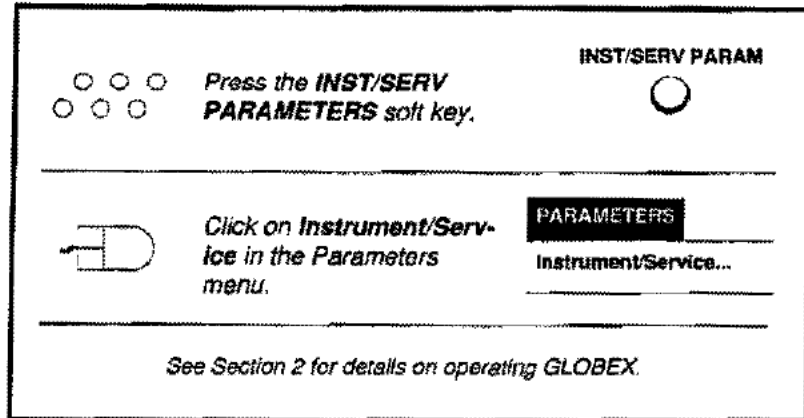 INST/SERV PARAM
Press the INST/SERV
PARAMETERS soft key.
Click on Instrument/Serv-
ice in the Parameters
menu.
PARAMETERS
Instrument/Service...
See Section 2 for details on operating GLOBEX.